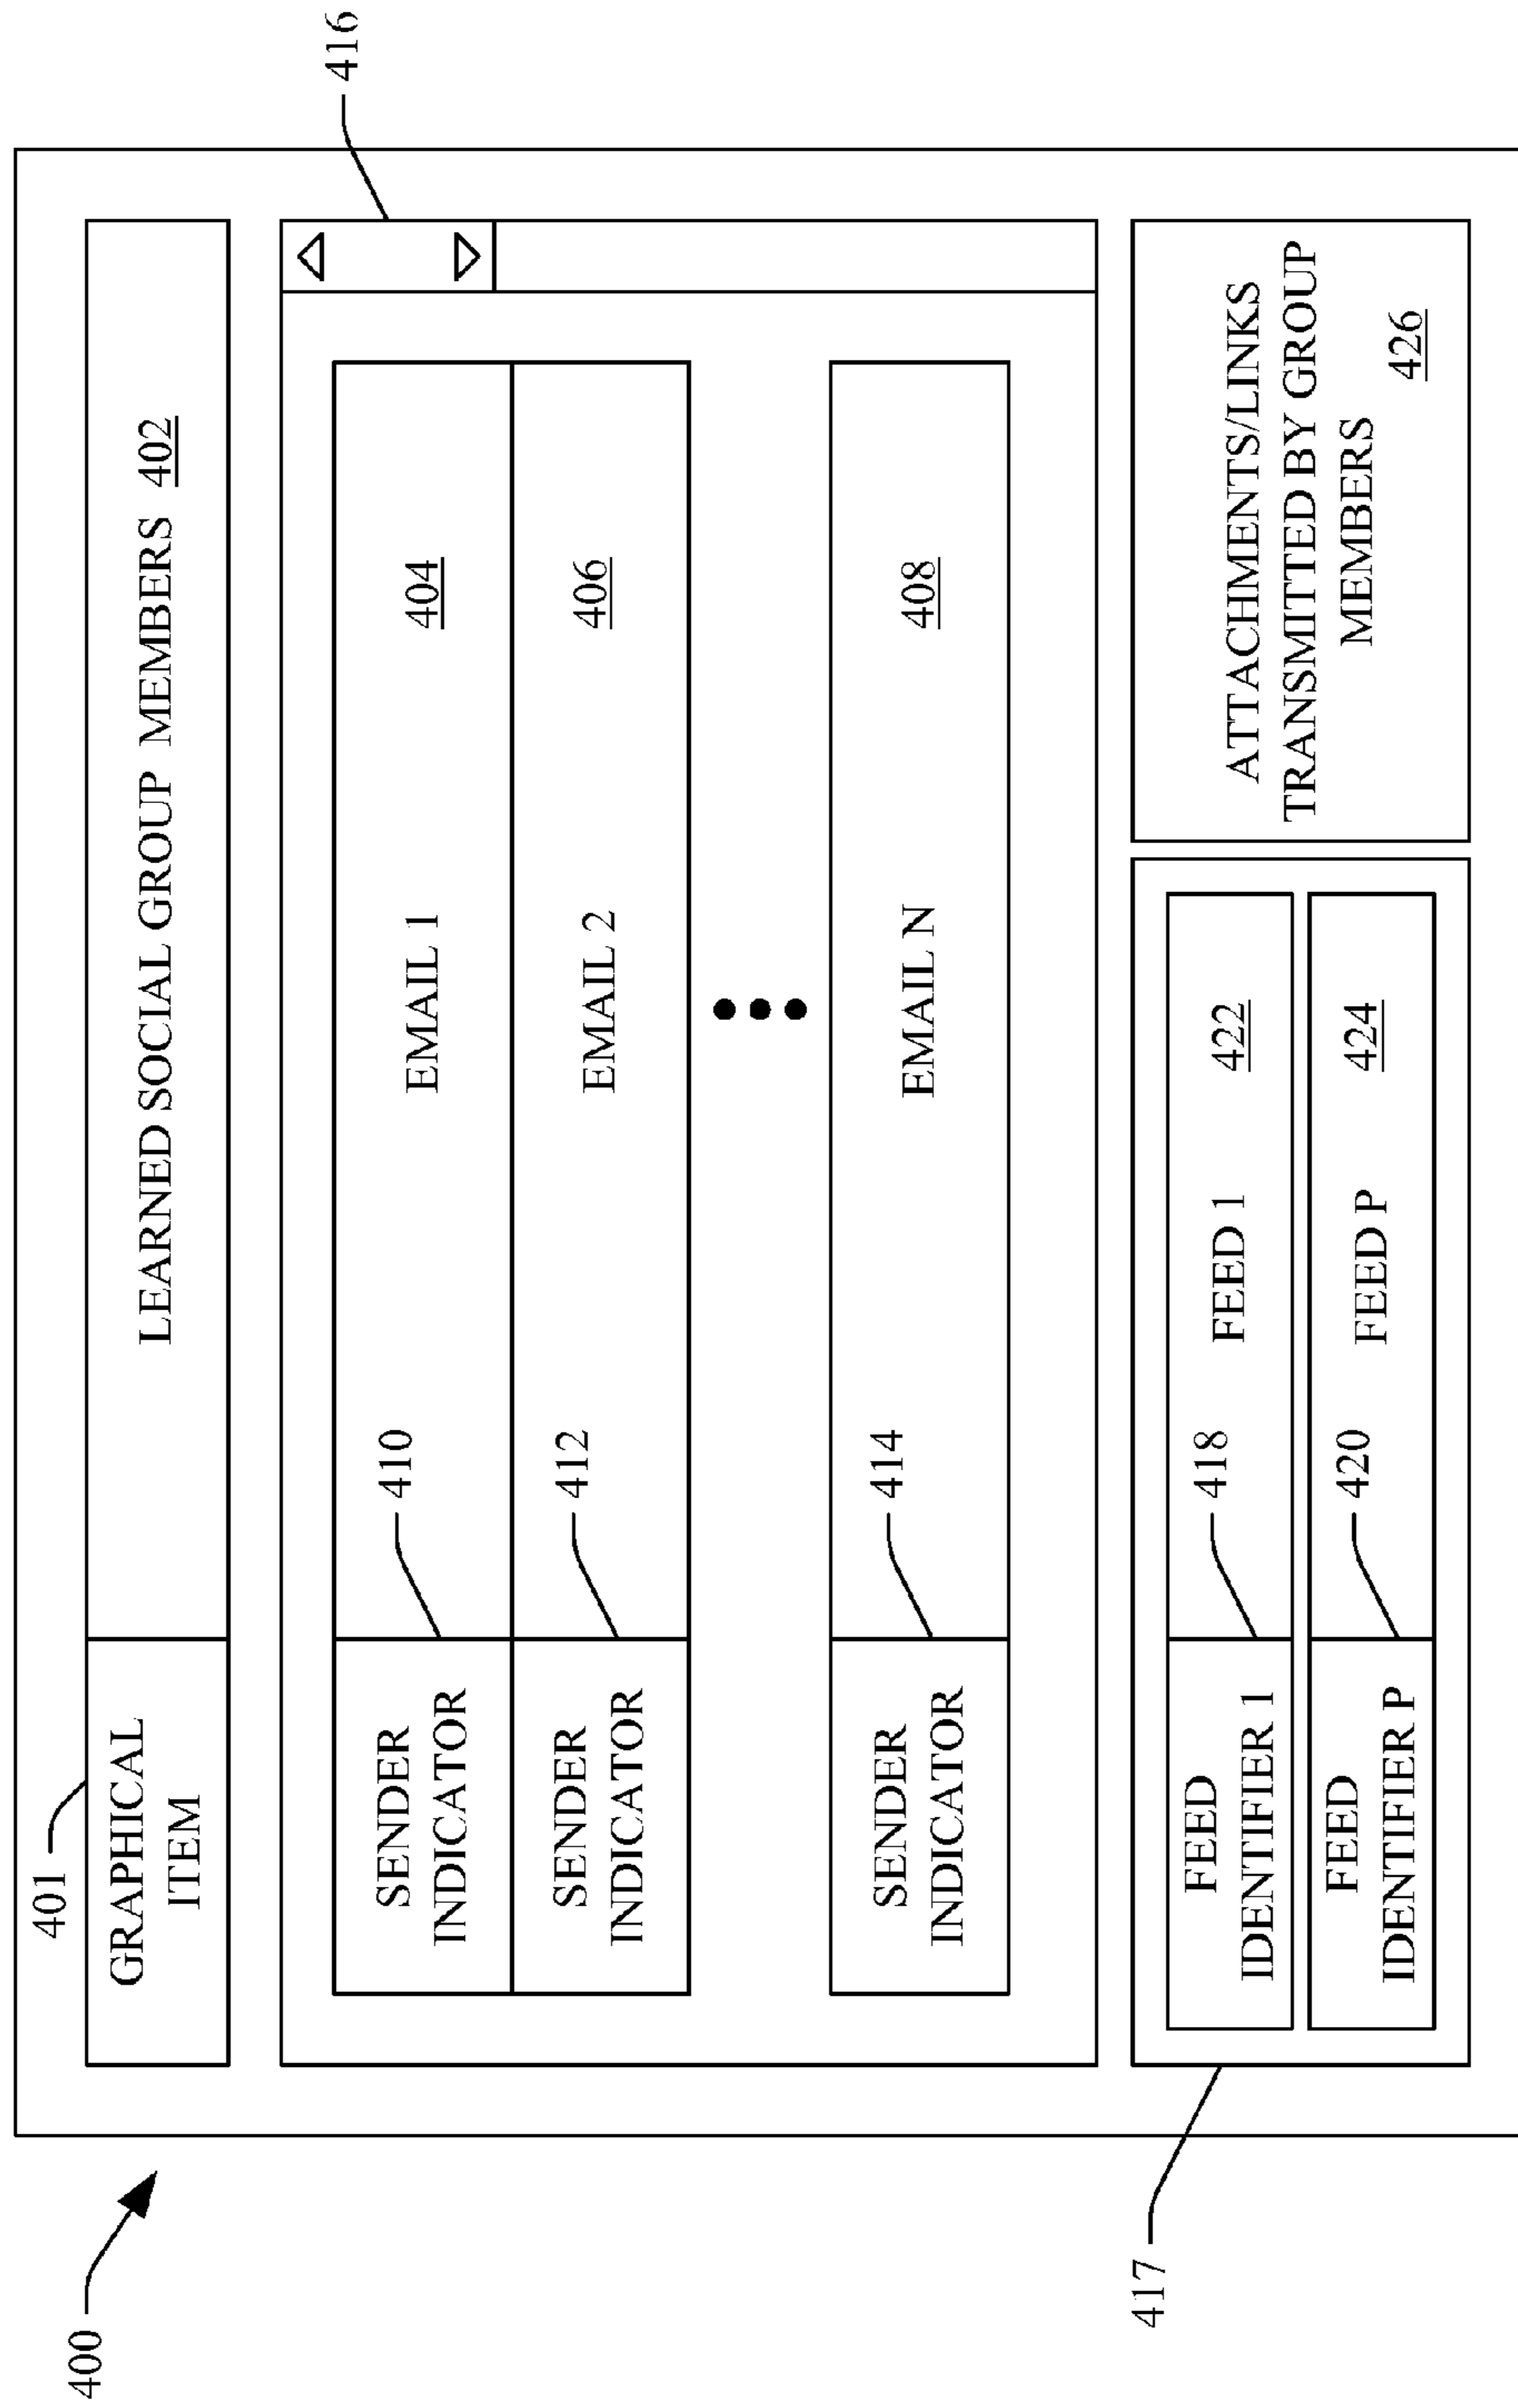 400
401
GRAPHICAL
ITEM
LEARNED SOCIAL GROUP MEMBERS 402
416
SENDER
INDICATOR
410
EMAIL 1
404
SENDER
INDICATOR
412
EMAIL 2
406
SENDER
INDICATOR
414
EMAIL N
408
417
FEED
IDENTIFIER 1
418
FEED 1
422
FEED
IDENTIFIER P
420
FEED P
424
ATTACHMENTS/LINKS
TRANSMITTED BY GROUP
MEMBERS
426